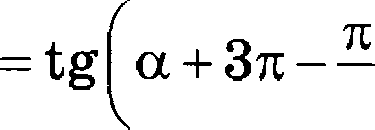 = tg( α + 3π − π